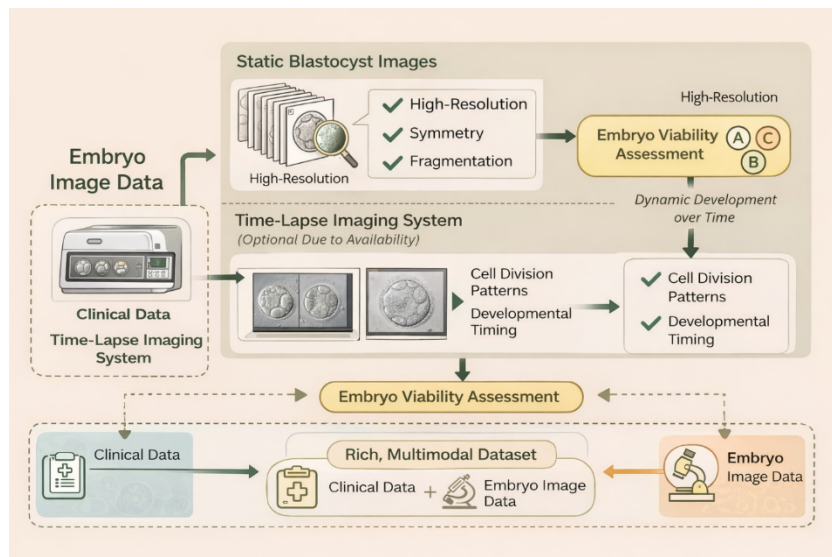 Static Blastocyst Images
High-Resolution
Symmetry
Fragmentation
High-Resolution
High-Resolution
Embryo Viability
Assessment
A
C
B
Dynamic Development
over Time
Embryo
Image Data
Clinical Data
Time-Lapse Imaging
System
Time-Lapse Imaging System
(Optional Due to Availability)
Cell Division
Patterns
Developmental
Timing
Cell Division
Patterns
Developmental
Timing
Embryo Viability Assessment
Clinical Data
Rich, Multimodal Dataset
Clinical Data + Embryo Image
Data
Embryo
Image Data